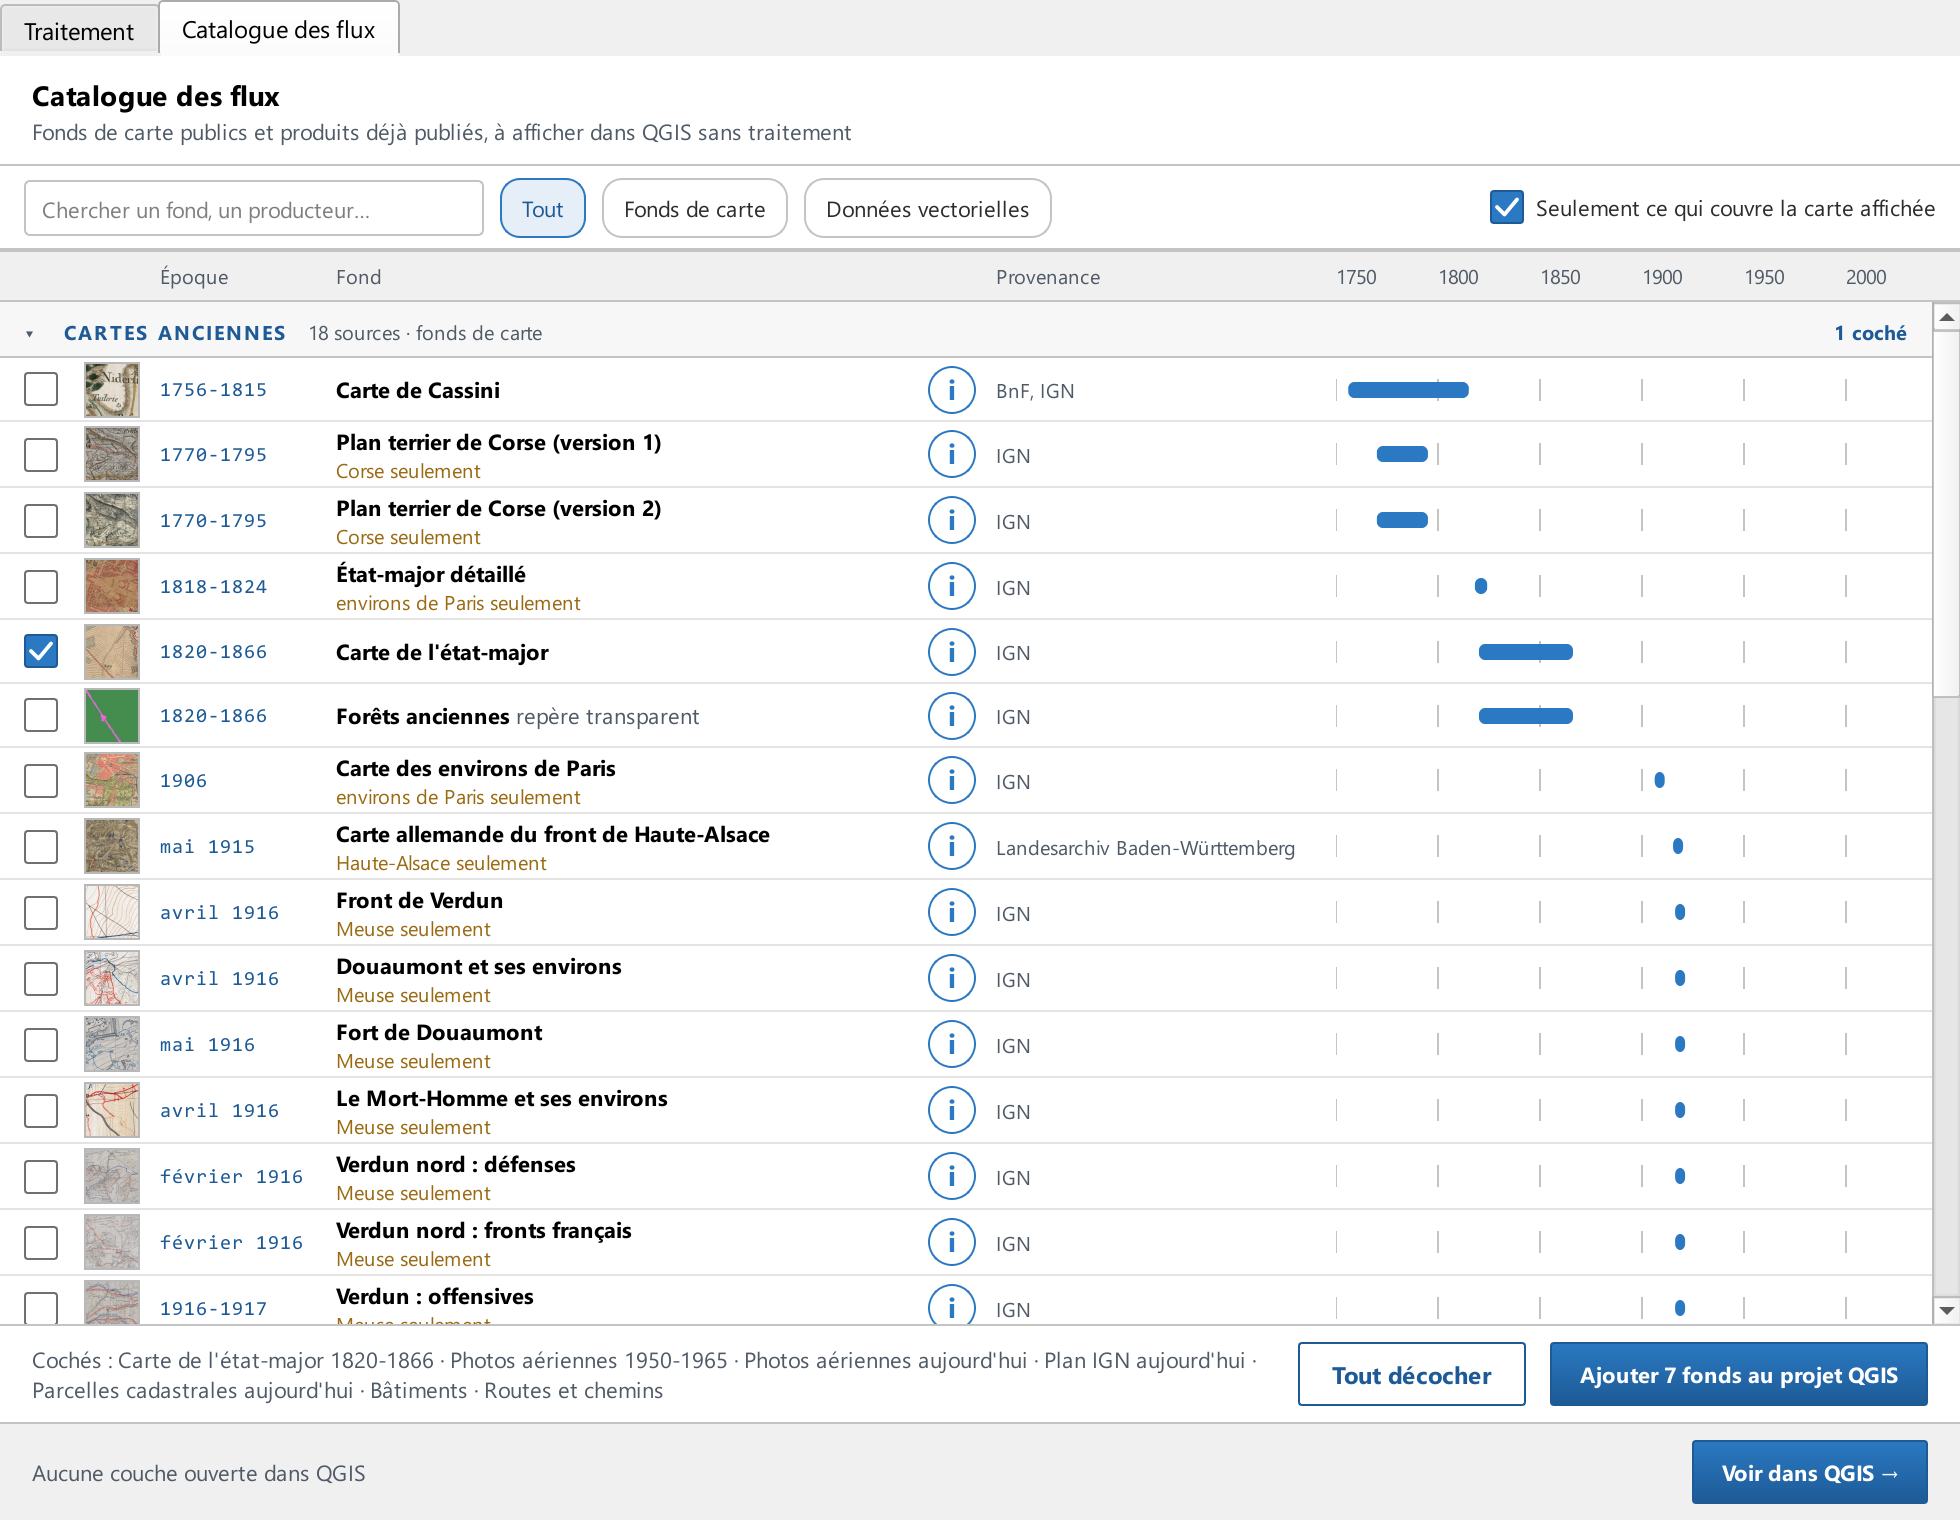 Traitement
Catalogue des flux
Catalogue des flux
Fonds de carte publics et produits déjà publiés, à afficher dans QGIS sans traitement
Chercher un fond, un producteur...
Tout
Fonds de carte
Données vectorielles
Seulement ce qui couvre la carte affichée
Époque Fond Provenance 1750 1800 1850 1900 1950 2000
CARTES ANCIENNES 18 sources · fonds de carte 1 coché
1756-1815 Carte de Cassini BnF, IGN
1770-1795 Plan terrier de Corse (version 1) IGN
Corse seulement
1770-1795 Plan terrier de Corse (version 2) IGN
Corse seulement
1818-1824 État-major détaillé IGN
environs de Paris seulement
1820-1866 Carte de l'état-major IGN
1820-1866 Forêts anciennes repère transparent IGN
1906 Carte des environs de Paris IGN
environs de Paris seulement
mai 1915 Carte allemande du front de Haute-Alsace Landesarchiv Baden-Württemberg
Haute-Alsace seulement
avril 1916 Front de Verdun IGN
Meuse seulement
avril 1916 Douaumont et ses environs IGN
Meuse seulement
mai 1916 Fort de Douaumont IGN
Meuse seulement
avril 1916 Le Mort-Homme et ses environs IGN
Meuse seulement
février 1916 Verdun nord : défenses IGN
Meuse seulement
février 1916 Verdun nord : fronts français IGN
Meuse seulement
1916-1917 Verdun : offensives IGN
Meuse seulement
Cochés : Carte de l'état-major 1820-1866 · Photos aériennes 1950-1965 · Photos aériennes aujourd'hui · Plan IGN aujourd'hui ·
Parcelles cadastrales aujourd'hui · Bâtiments · Routes et chemins
Tout décocher
Ajouter 7 fonds au projet QGIS
Aucune couche ouverte dans QGIS
Voir dans QGIS →